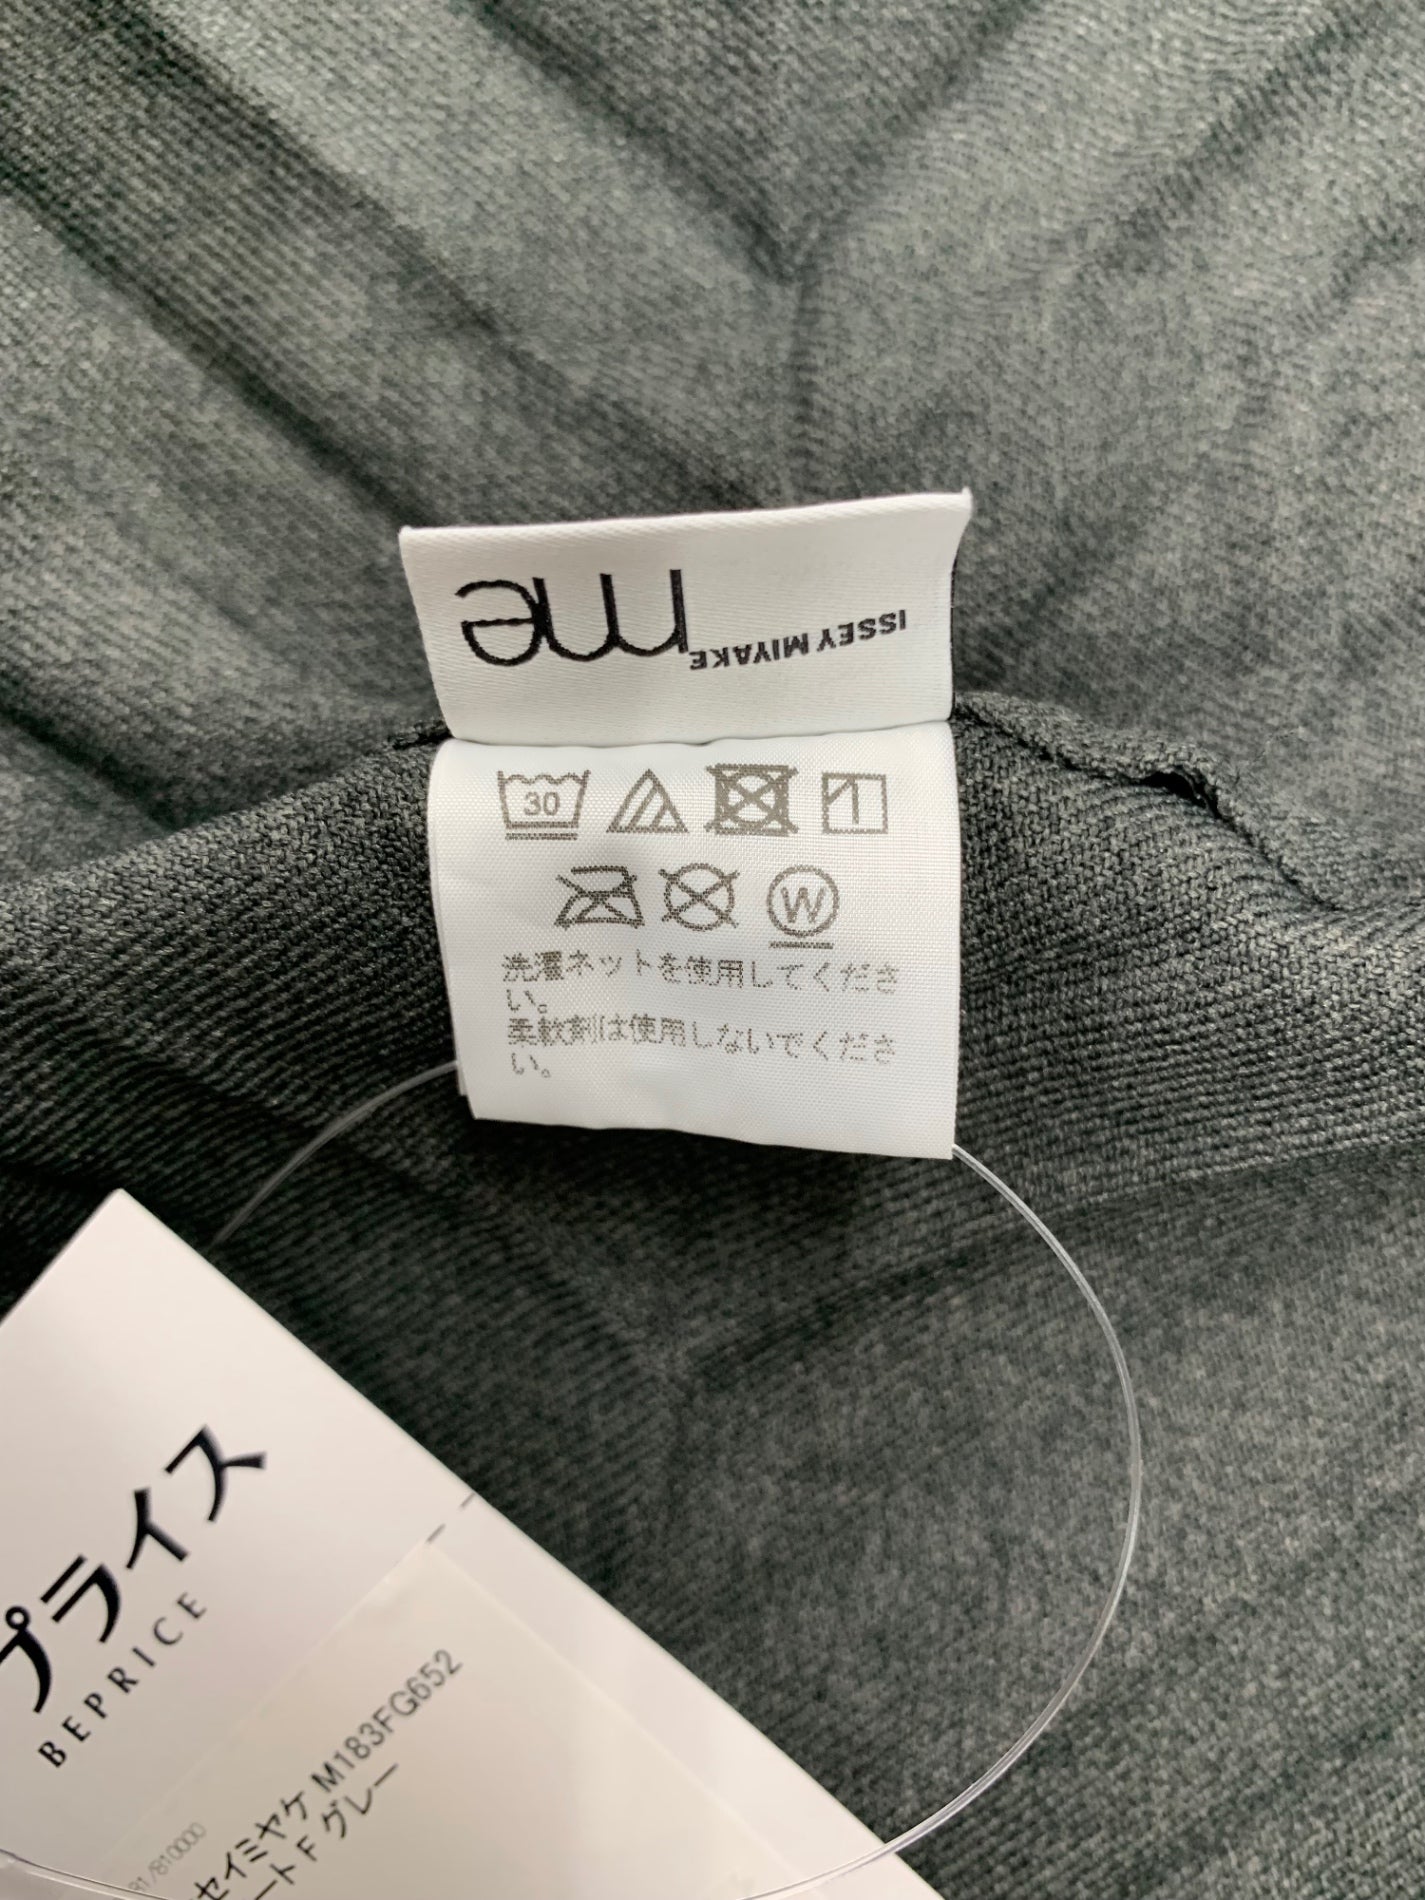 me ISSEY MIYAKE
30
W
洗濯ネットを使用してくださ
い。
柔軟剤は使用しないでくださ
い。
プライス
BEPRICE
/810000
セイミヤケ M183FG652
ート F グレー